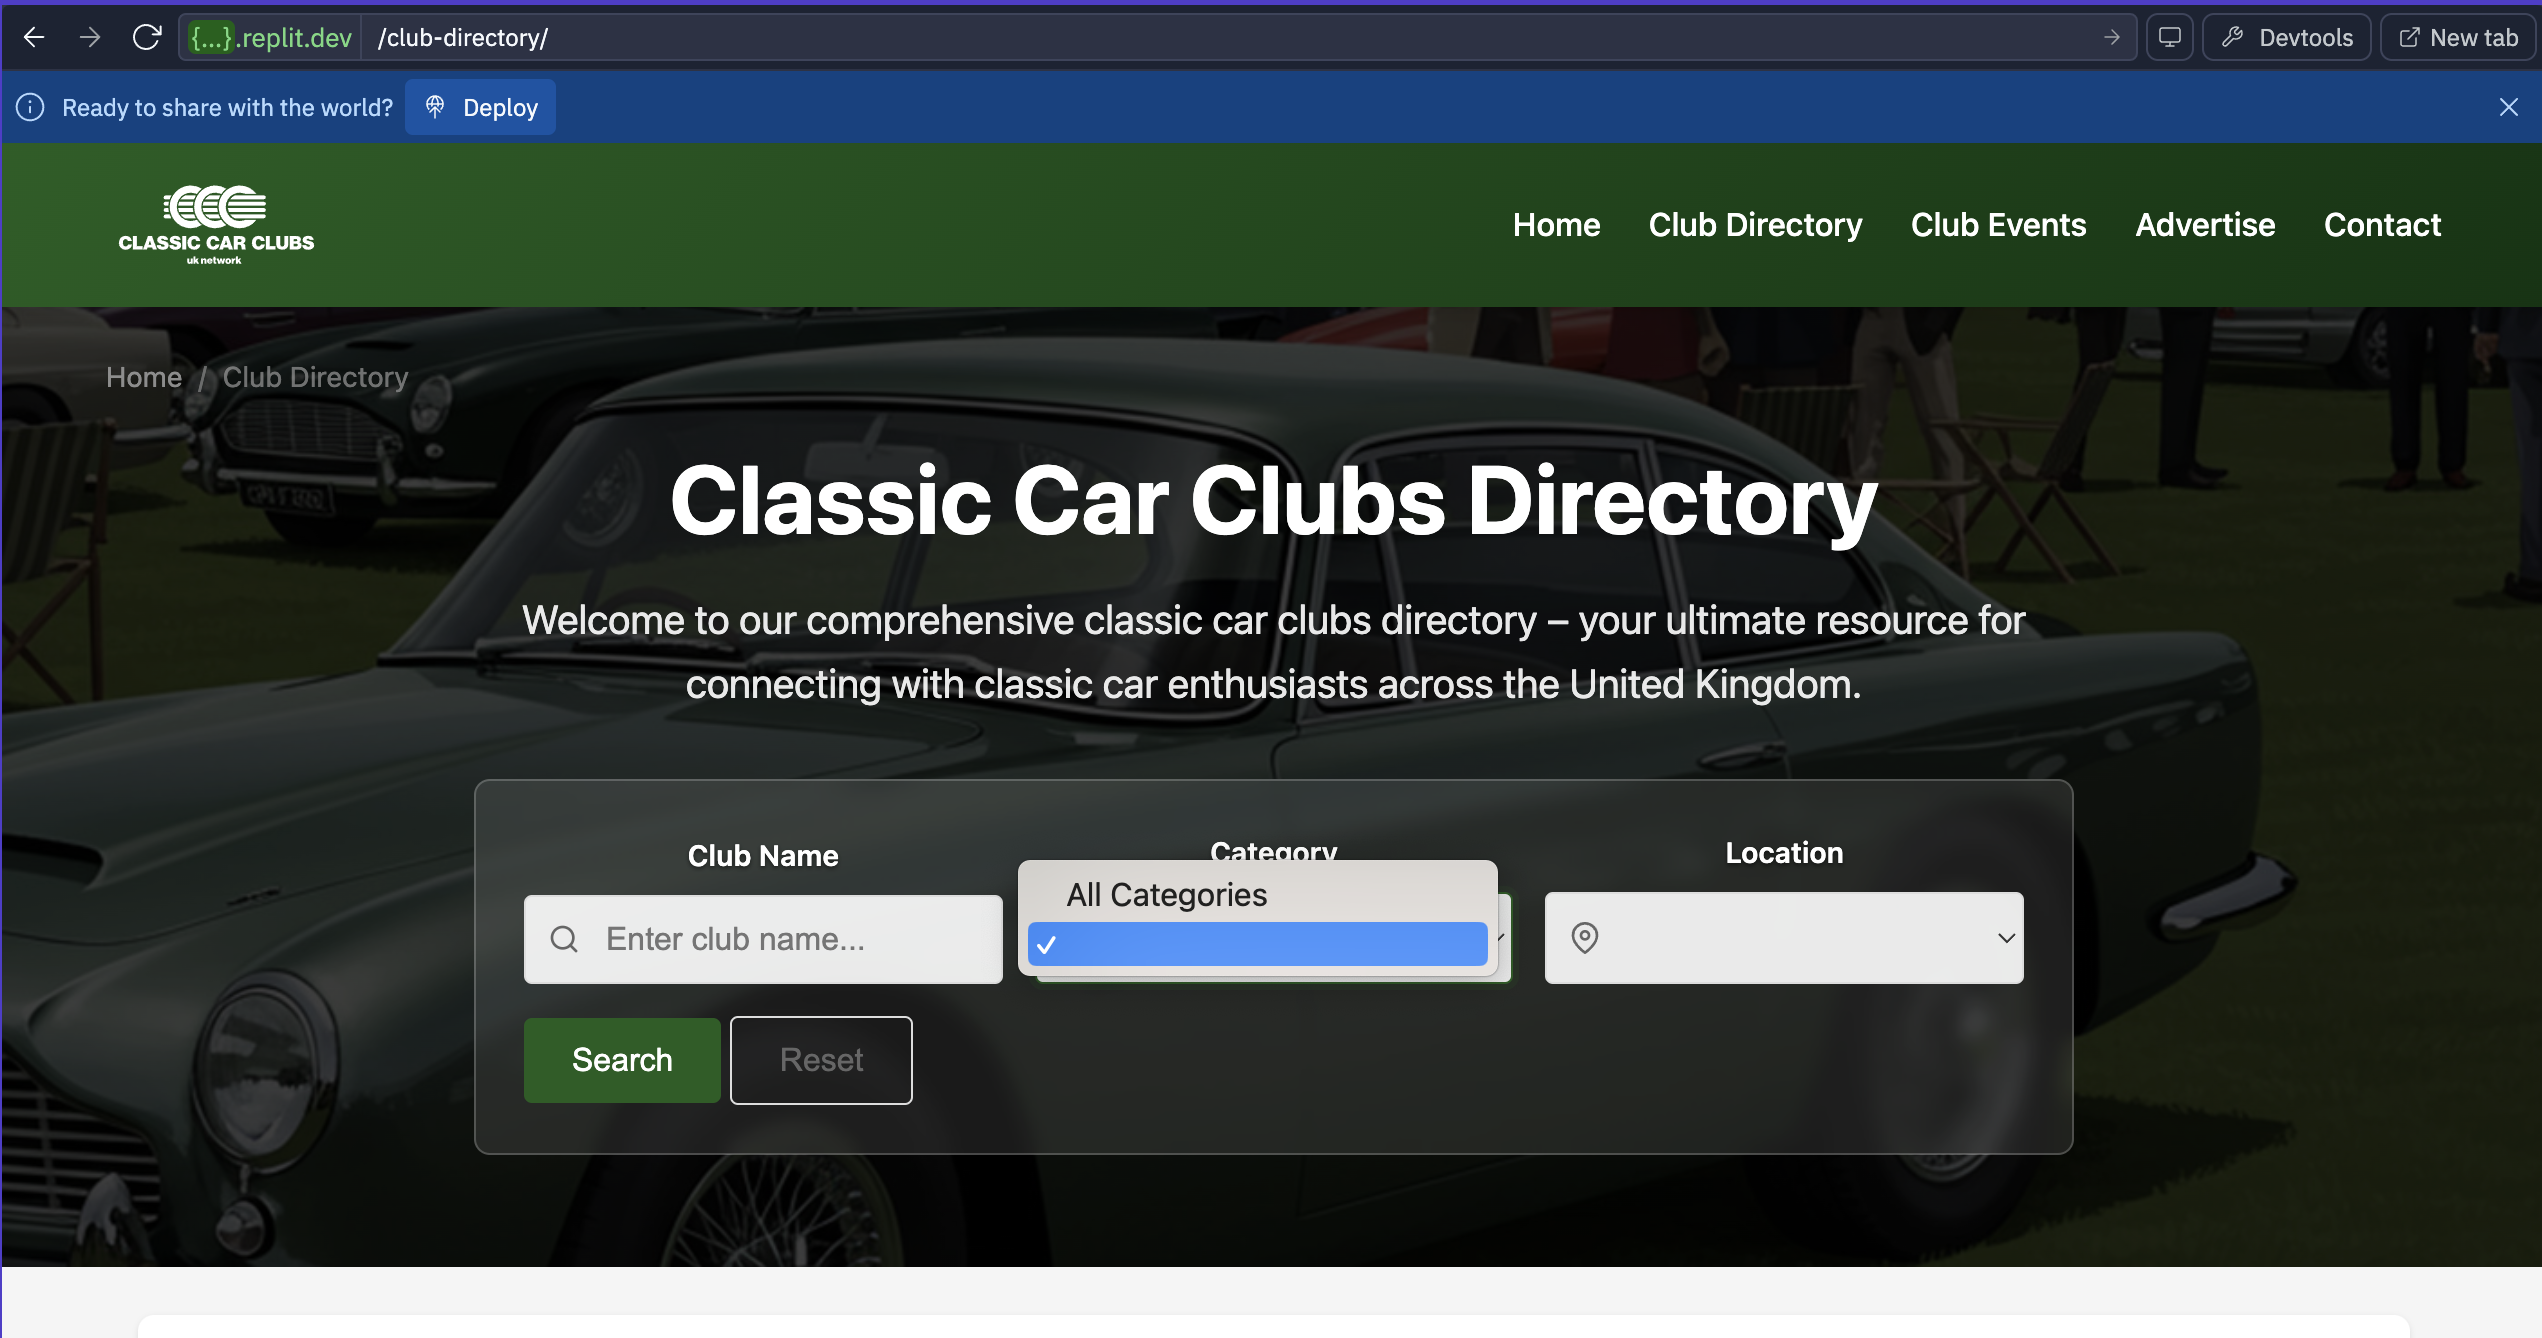 {...}.replit.dev /club-directory/
Devtools
New tab
Ready to share with the world?
Deploy
CLASSIC CAR CLUBS
uk network
Home
Club Directory
Club Events
Advertise
Contact
Home / Club Directory
Classic Car Clubs Directory
Welcome to our comprehensive classic car clubs directory – your ultimate resource for
connecting with classic car enthusiasts across the United Kingdom.
Club Name
Category
Location
Enter club name...
All Categories
Search
Reset